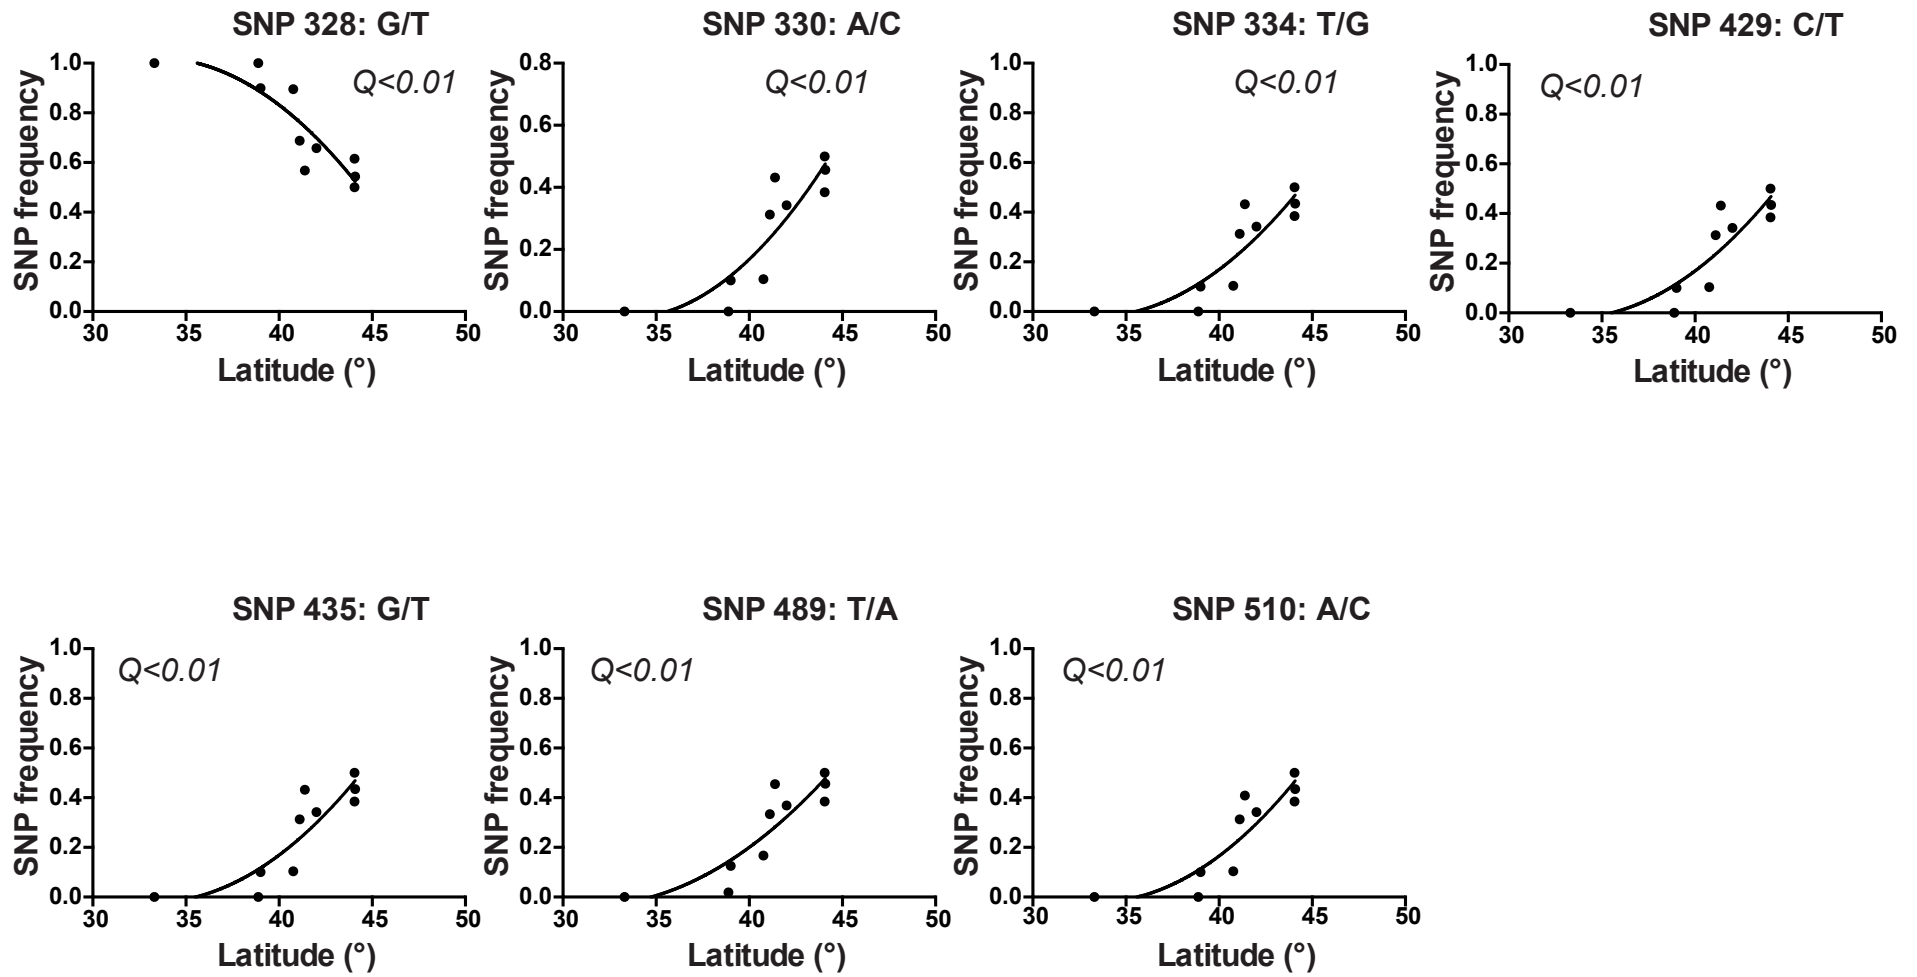 SNP 328: G/T
Q<0.01
SNP frequency
1.0
0.8
0.6
0.4
0.2
0.0
30 35 40 45 50
Latitude (°)
SNP 330: A/C
Q<0.01
SNP frequency
0.8
0.6
0.4
0.2
0.0
30 35 40 45 50
Latitude (°)
SNP 334: T/G
Q<0.01
SNP frequency
1.0
0.8
0.6
0.4
0.2
0.0
30 35 40 45 50
Latitude (°)
SNP 429: C/T
Q<0.01
SNP frequency
1.0
0.8
0.6
0.4
0.2
0.0
30 35 40 45 50
Latitude (°)
SNP 435: G/T
Q<0.01
SNP frequency
1.0
0.8
0.6
0.4
0.2
0.0
30 35 40 45 50
Latitude (°)
SNP 489: T/A
Q<0.01
SNP frequency
1.0
0.8
0.6
0.4
0.2
0.0
30 35 40 45 50
Latitude (°)
SNP 510: A/C
Q<0.01
SNP frequency
1.0
0.8
0.6
0.4
0.2
0.0
30 35 40 45 50
Latitude (°)